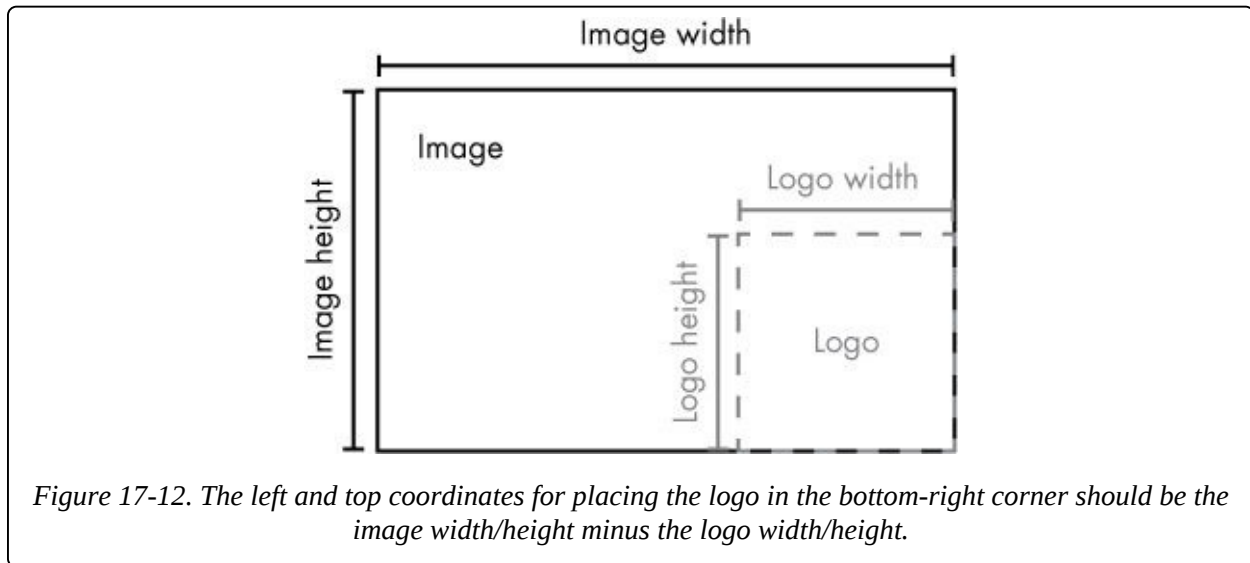 Image width
Image height
Image
Logo width
Logo height
Logo
Figure 17-12. The left and top coordinates for placing the logo in the bottom-right corner should be the
image width/height minus the logo width/height.